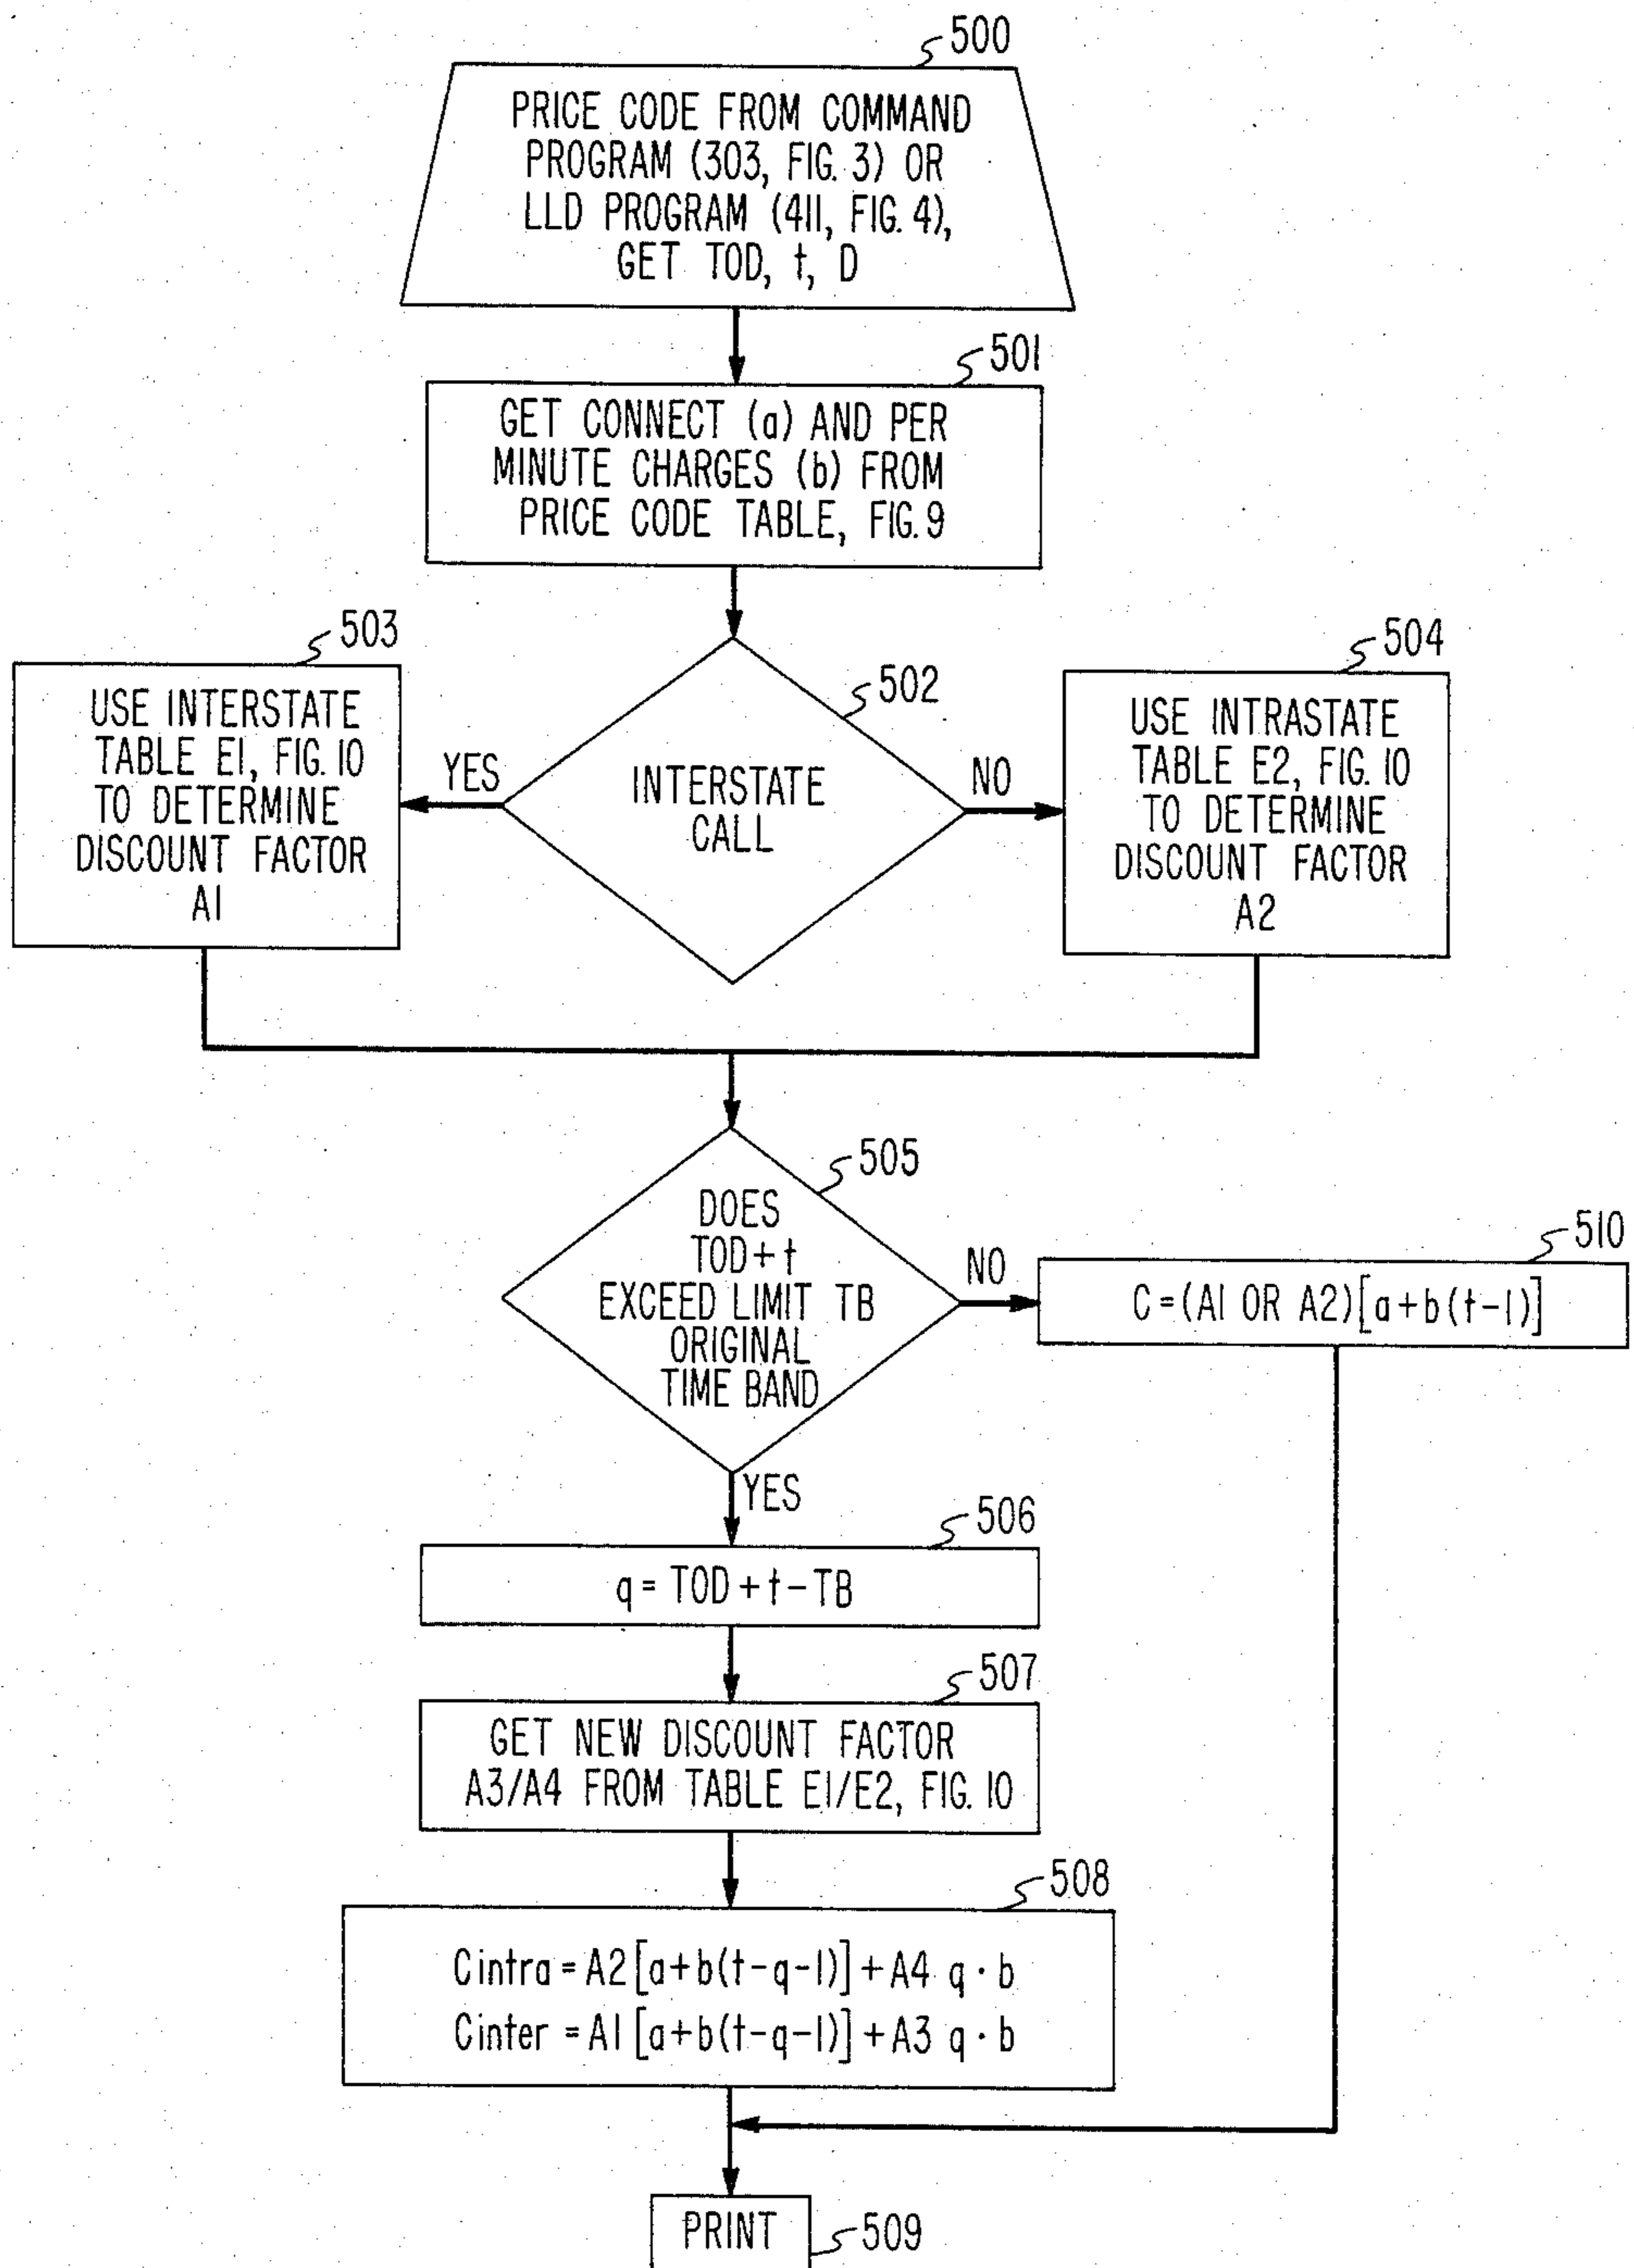 500
PRICE CODE FROM COMMAND
PROGRAM (303, FIG. 3) OR
LLD PROGRAM (411, FIG. 4),
GET TOD, t, D
501
GET CONNECT (a) AND PER
MINUTE CHARGES (b) FROM
PRICE CODE TABLE, FIG. 9
503
USE INTERSTATE
TABLE E1, FIG. 10
TO DETERMINE
DISCOUNT FACTOR
A1
YES
502
INTERSTATE
CALL
NO
504
USE INTRASTATE
TABLE E2, FIG. 10
TO DETERMINE
DISCOUNT FACTOR
A2
505
DOES
TOD+t
EXCEED LIMIT TB
ORIGINAL
TIME BAND
NO
510
C=(A1 OR A2)[a+b(t-1)]
YES
506
q= TOD+t-TB
507
GET NEW DISCOUNT FACTOR
A3/A4 FROM TABLE E1/E2, FIG. 10
508
Cintra=A2[a+b(t-q-1)]+A4 q·b
Cinter =A1[a+b(t-q-1)]+A3 q·b
PRINT
509